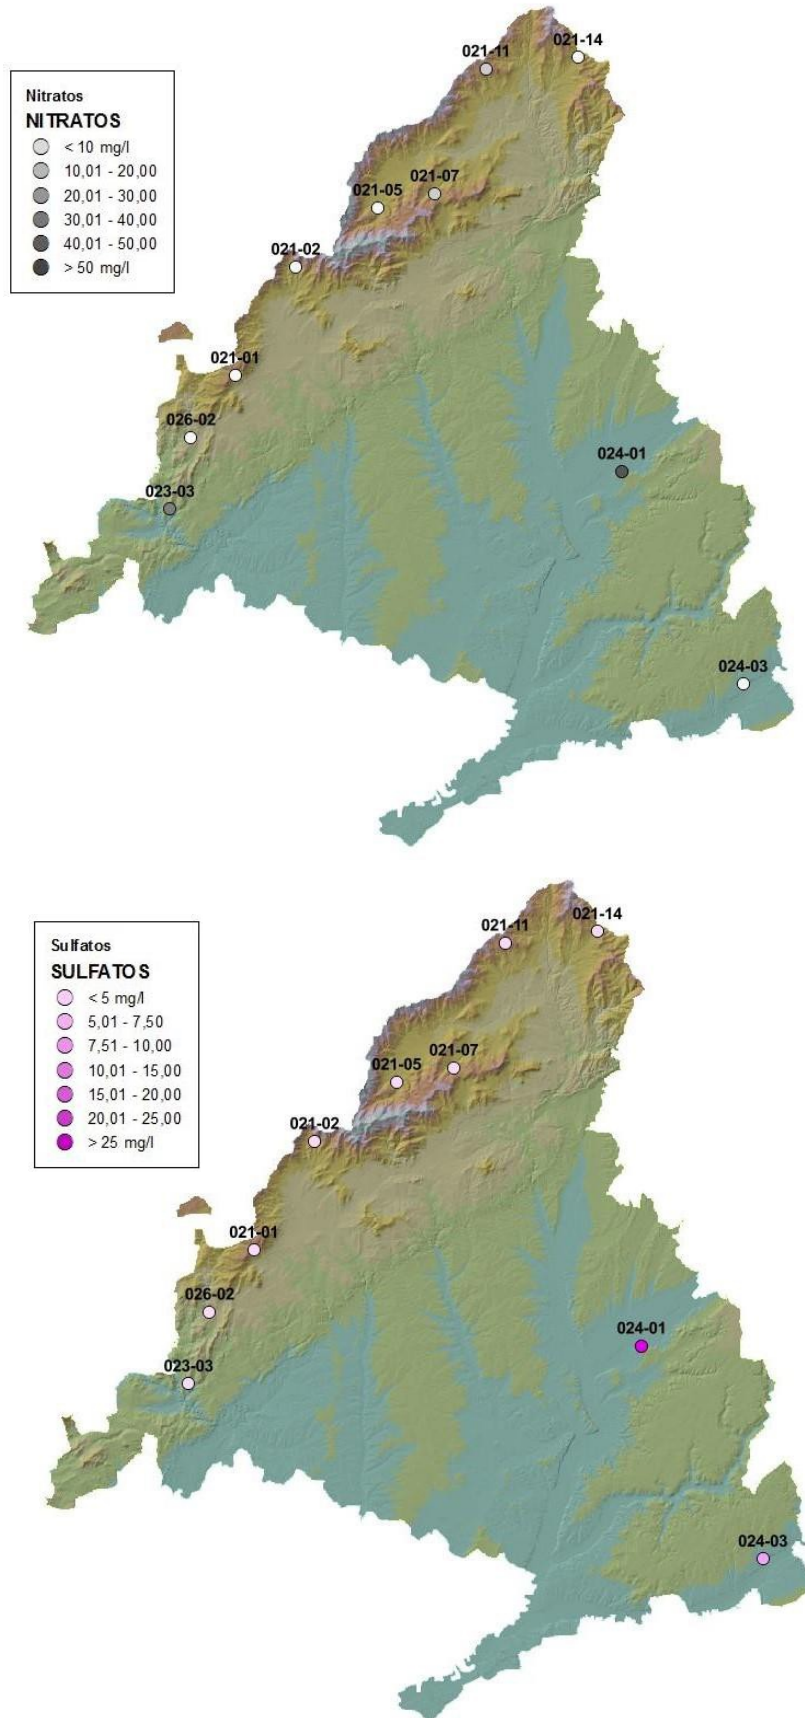 021-11
021-14
Nitratos
NITRATOS
< 10 mg/l
10,01 - 20,00
20,01 - 30,00
30,01 - 40,00
40,01 - 50,00
> 50 mg/l
021-07
021-05
021-02
021-01
026-02
024-01
023-03
024-03
021-11
021-14
Sulfatos
SULFATOS
< 5 mg/l
5,01 - 7,50
7,51 - 10,00
10,01 - 15,00
15,01 - 20,00
20,01 - 25,00
> 25 mg/l
021-07
021-05
021-02
021-01
026-02
024-01
023-03
024-03